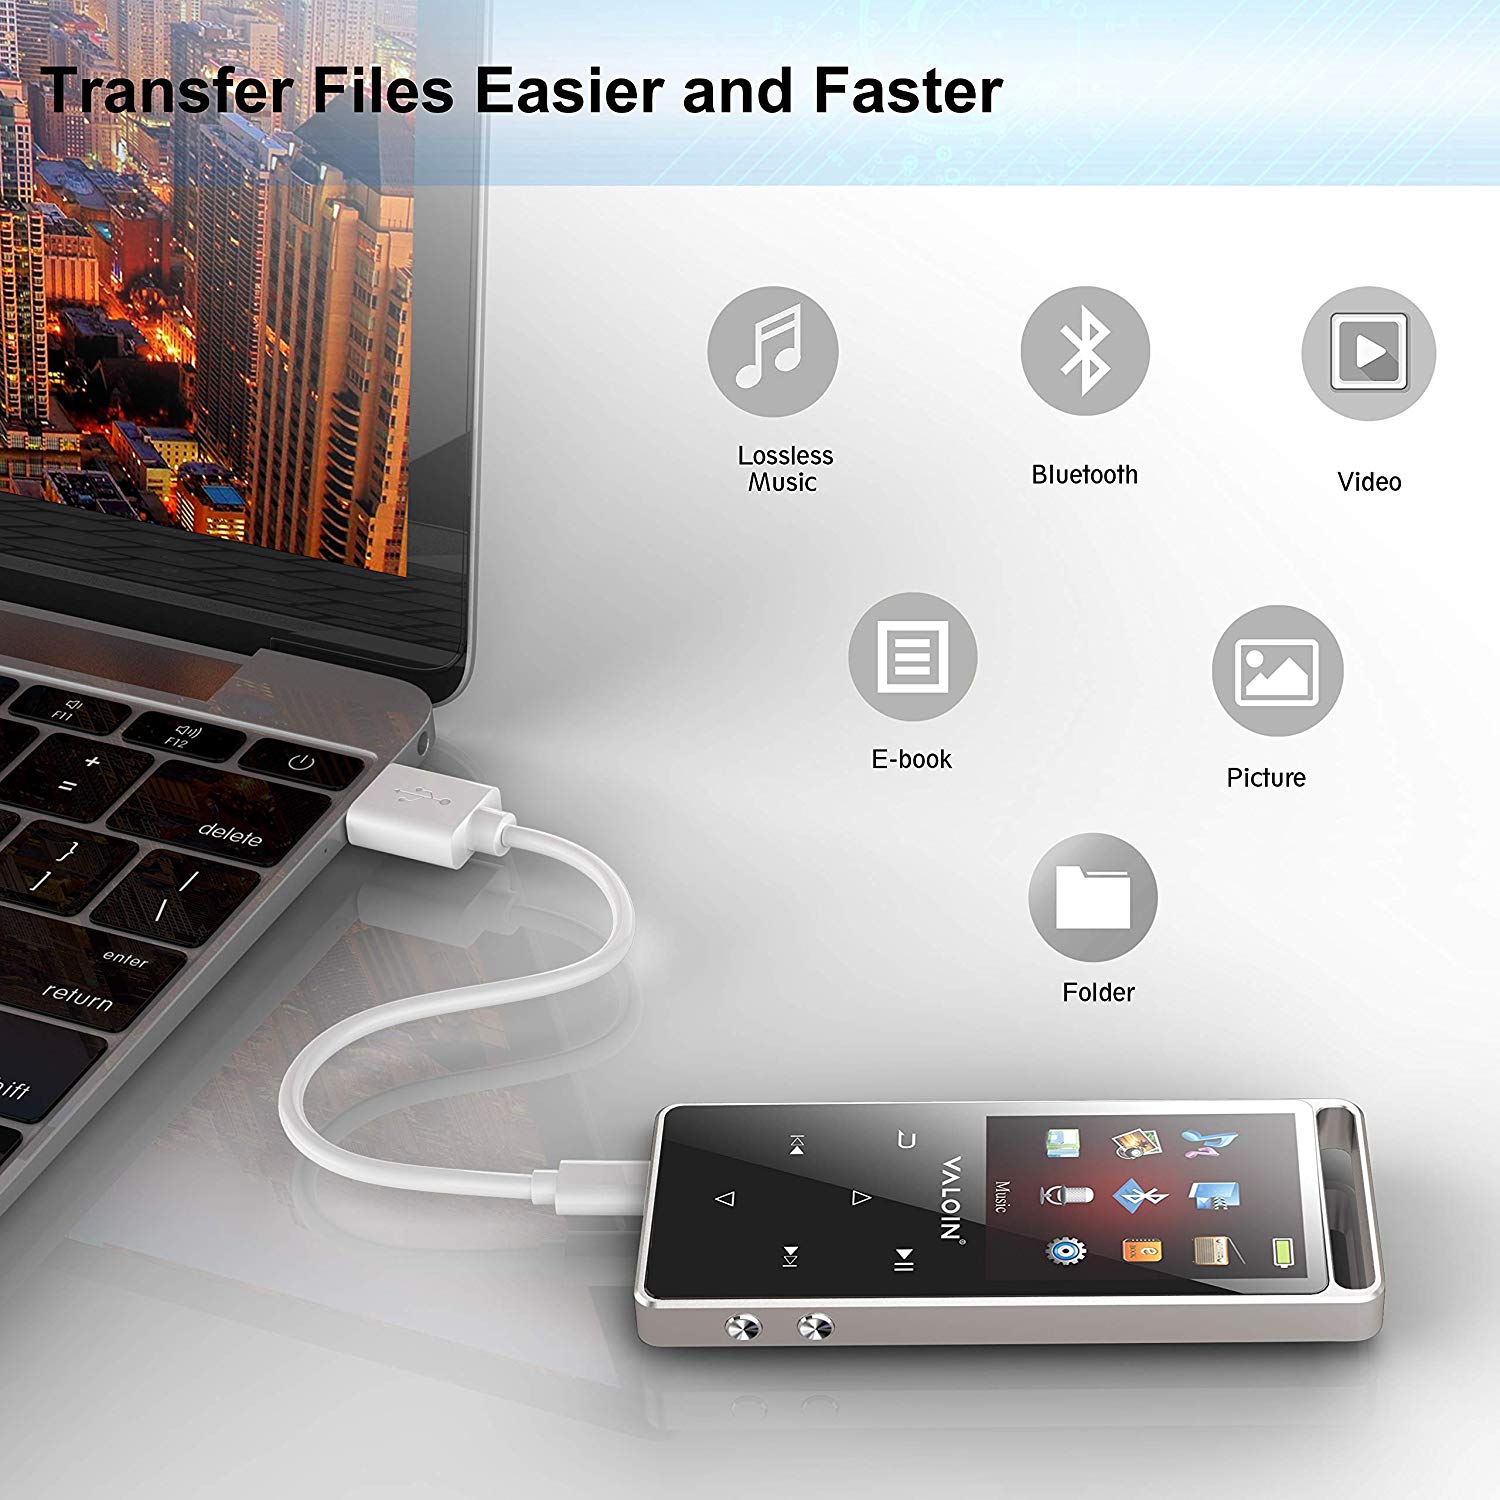 Transfer Files Easier and Faster
Lossless
Music
Bluetooth
Video
E-book
Picture
Folder
F11
F12
+
=
delete
}
]
|
\
enter
return
hift
VALOIN®
Music